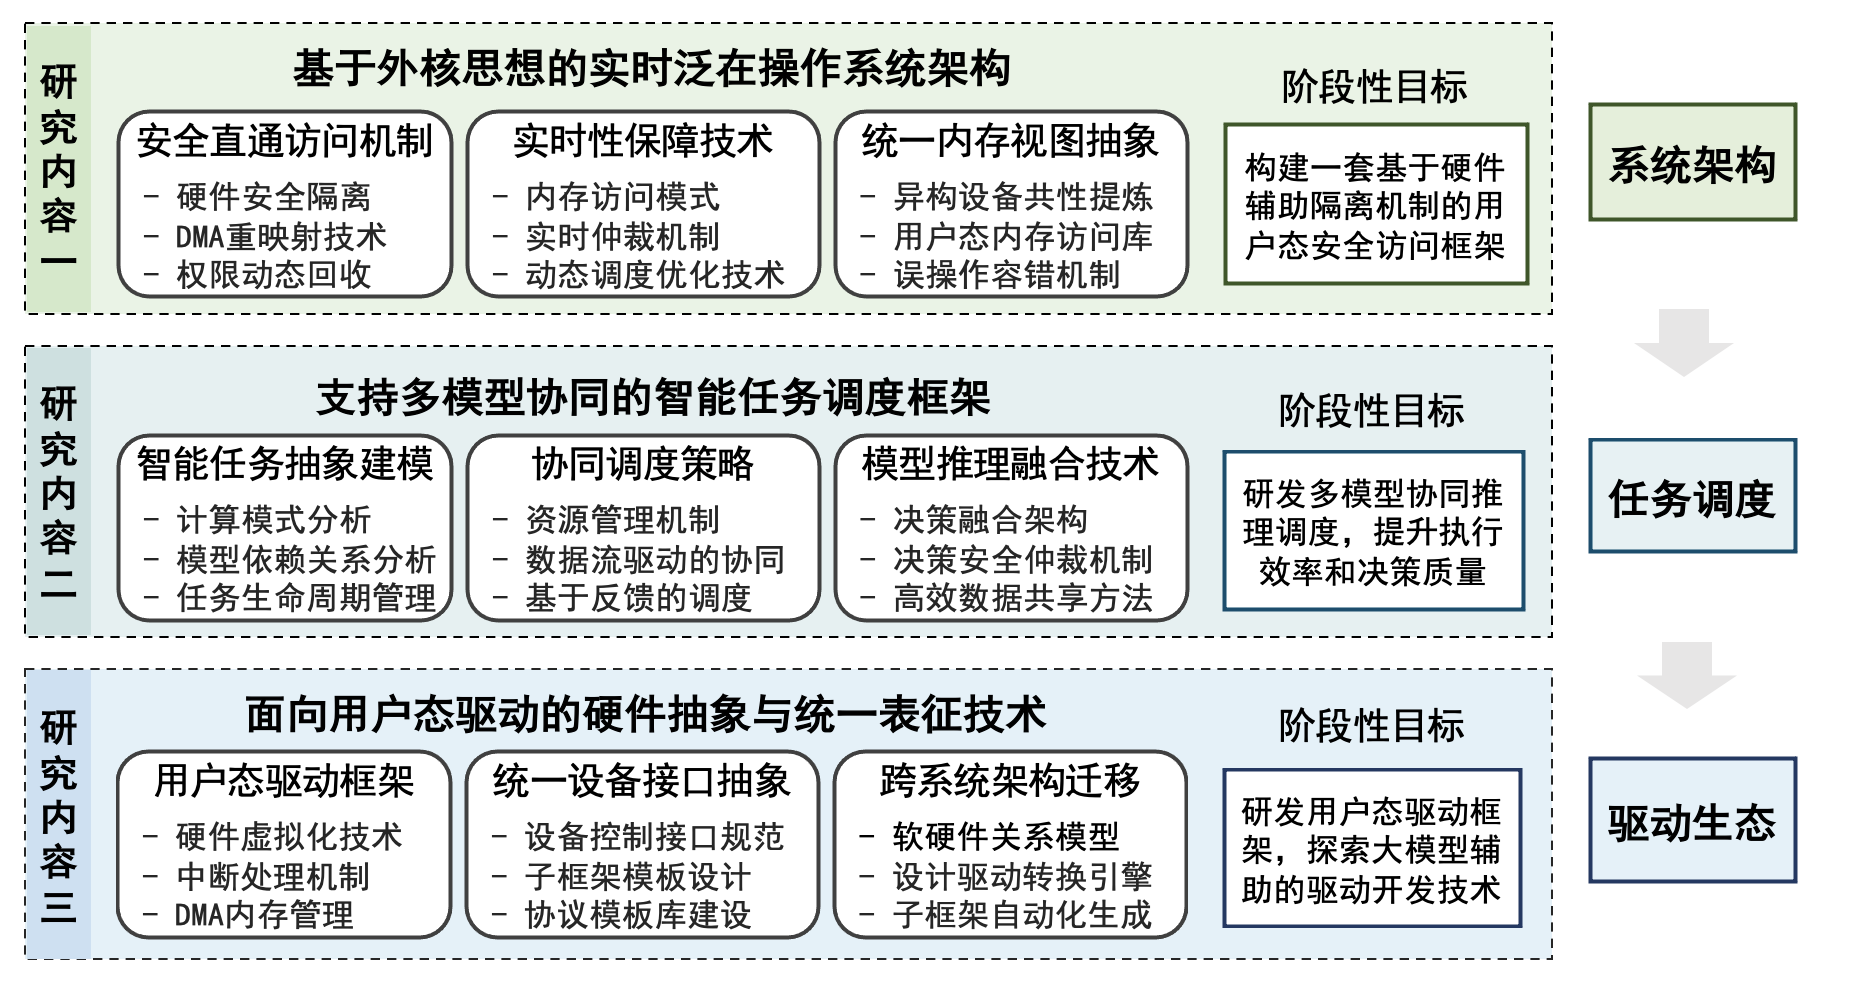 研究内容一
基于外核思想的实时泛在操作系统架构
安全直通访问机制
- 硬件安全隔离
- DMA重映射技术
- 权限动态回收
实时性保障技术
- 内存访问模式
- 实时仲裁机制
- 动态调度优化技术
统一内存视图抽象
- 异构设备共性提炼
- 用户态内存访问库
- 误操作容错机制
阶段性目标
构建一套基于硬件
辅助隔离机制的用
户态安全访问框架
系统架构
研究内容二
支持多模型协同的智能任务调度框架
智能任务抽象建模
- 计算模式分析
- 模型依赖关系分析
- 任务生命周期管理
协同调度策略
- 资源管理机制
- 数据流驱动的协同
- 基于反馈的调度
模型推理融合技术
- 决策融合架构
- 决策安全仲裁机制
- 高效数据共享方法
阶段性目标
研发多模型协同推
理调度，提升执行
效率和决策质量
任务调度
研究内容三
面向用户态驱动的硬件抽象与统一表征技术
用户态驱动框架
- 硬件虚拟化技术
- 中断处理机制
- DMA内存管理
统一设备接口抽象
- 设备控制接口规范
- 子框架模板设计
- 协议模板库建设
跨系统架构迁移
- 软硬件关系模型
- 设计驱动转换引擎
- 子框架自动化生成
阶段性目标
研发用户态驱动框
架，探索大模型辅
助的驱动开发技术
驱动生态